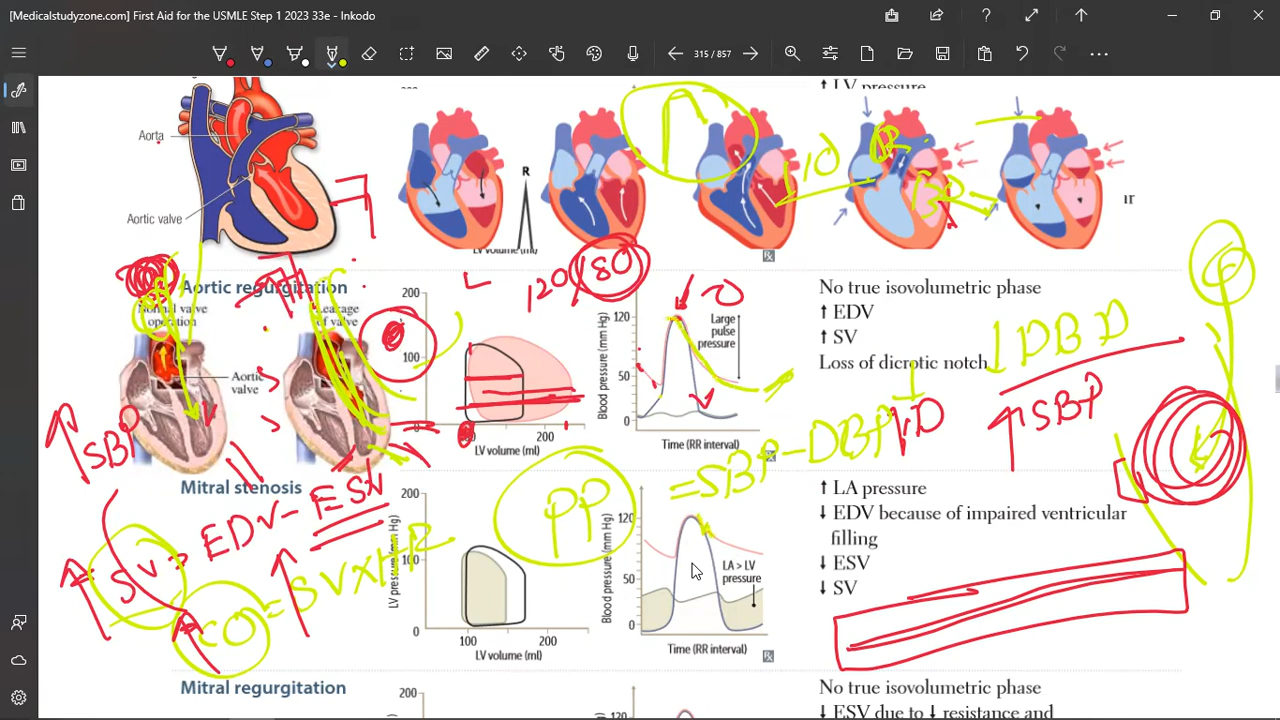 [Medicalstudyzone.com] First Aid for the USMLE Step 1 2023 33e - Inkodo
315 / 857
Aorta
Aortic valve
R
LV volume (ml)
↑ LV pressure
Aortic regurgitation
Normal valve
operation
Leakage
of valve
Aortic
valve
200
100
0
200
LV volume (ml)
120/80
Blood pressure (mm Hg)
120
50
0
Large
pulse
pressure
Time (RR interval)
No true isovolumetric phase
↑ EDV
↑ SV
Loss of dicrotic notch
↓ DBD
↑ SBP
↑ SBP
PP = SBP - DBP
SV = EDV - ESV
CO = SV X HR
Mitral stenosis
200
100
0
LV pressure (mm Hg)
100
200
LV volume (ml)
Blood pressure (mm Hg)
120
50
0
LA > LV
pressure
Time (RR interval)
↑ LA pressure
↓ EDV because of impaired ventricular
filling
↓ ESV
↓ SV
Mitral regurgitation
200
120
No true isovolumetric phase
↓ ESV due to ↓ resistance and